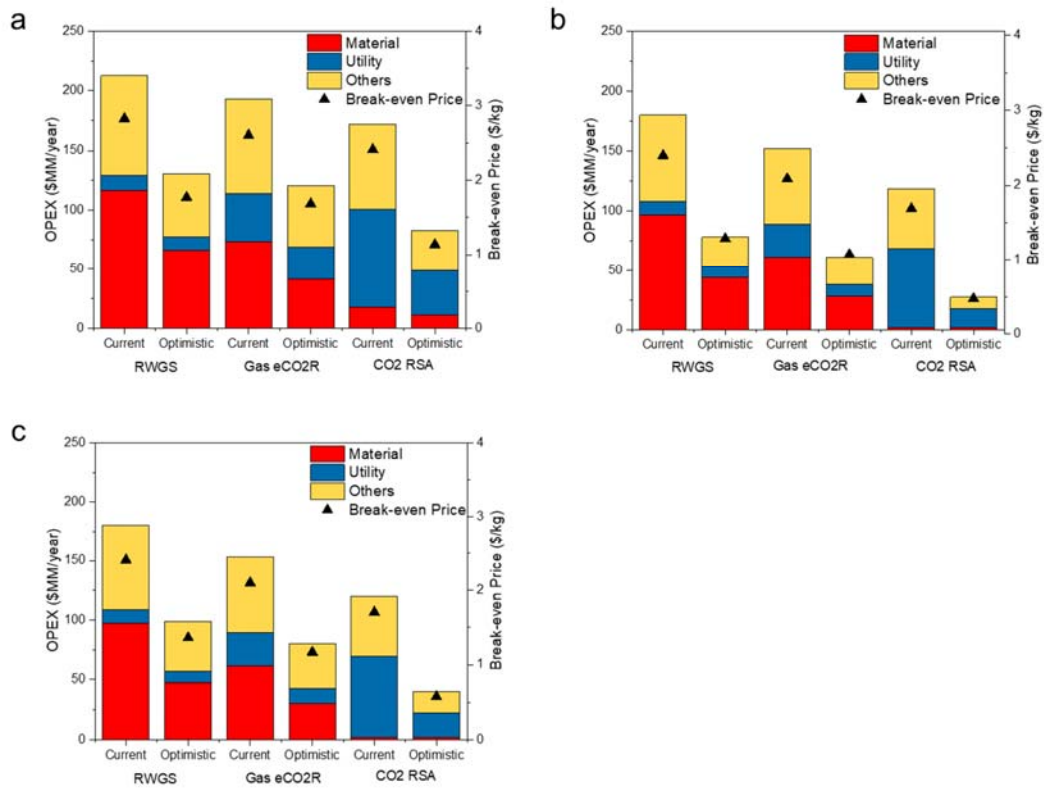 a
OPEX ($MM/year)
250
200
150
100
50
0
Material
Utility
Others
Break-even Price
4
3
2
1
0
Break-even Price ($/kg)
Current Optimistic Current Optimistic Current Optimistic
RWGS Gas eCO2R CO2 RSA
b
OPEX ($MM/year)
250
200
150
100
50
0
Material
Utility
Others
Break-even Price
4
3
2
1
0
Break-even Price ($/kg)
Current Optimistic Current Optimistic Current Optimistic
RWGS Gas eCO2R CO2 RSA
c
OPEX ($MM/year)
250
200
150
100
50
0
Material
Utility
Others
Break-even Price
4
3
2
1
0
Break-even Price ($/kg)
Current Optimistic Current Optimistic Current Optimistic
RWGS Gas eCO2R CO2 RSA